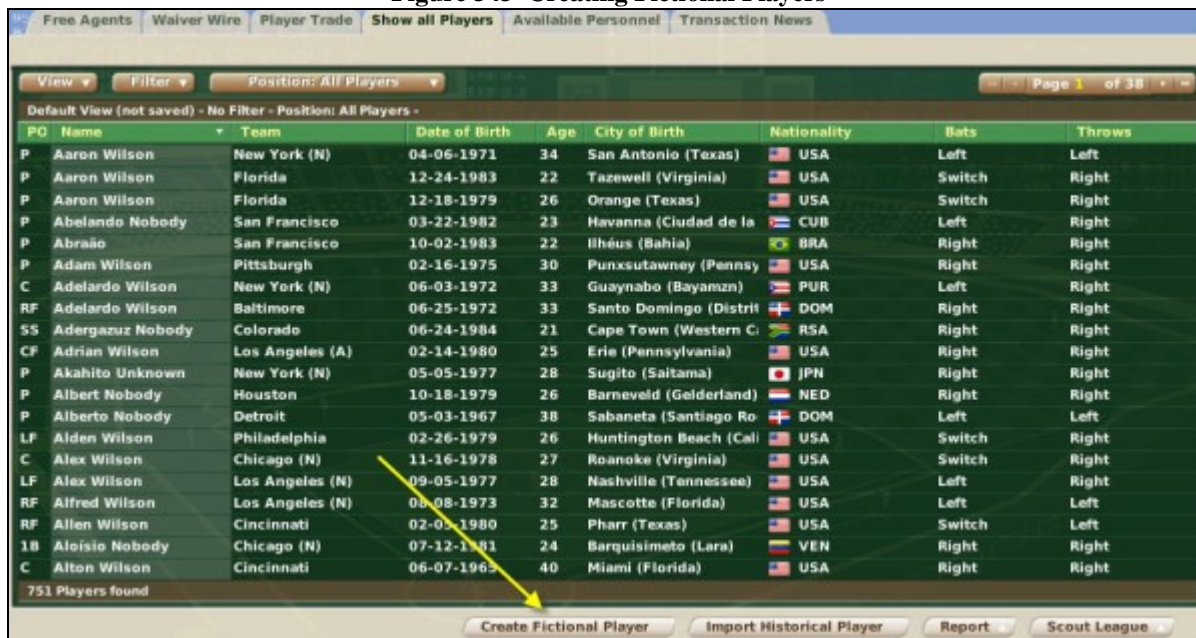 Figure 345 Creating Fictional Players
Free Agents Waiver Wire Player Trade Show all Players Available Personnel Transaction News
View Filter Position: All Players Page 1 of 38
Default View (not saved) - No Filter - Position: All Players -
PO Name Team Date of Birth Age City of Birth Nationality Bats Throws
P Aaron Wilson New York (N) 04-06-1971 34 San Antonio (Texas) USA Left Left
P Aaron Wilson Florida 12-24-1983 22 Tazewell (Virginia) USA Switch Right
P Aaron Wilson Florida 12-18-1979 26 Orange (Texas) USA Switch Right
P Abelando Nobody San Francisco 03-22-1982 23 Havanna (Ciudad de la CUB Left Right
P Abraão San Francisco 10-02-1983 22 Ilhéus (Bahia) BRA Right Right
P Adam Wilson Pittsburgh 02-16-1975 30 Punxsutawney (Pennsy USA Right Right
C Adelardo Wilson New York (N) 06-03-1972 33 Guaynabo (Bayamzn) PUR Left Right
RF Adelardo Wilson Baltimore 06-25-1972 33 Santo Domingo (Distrit DOM Right Right
SS Adergazuz Nobody Colorado 06-24-1984 21 Cape Town (Western C: RSA Right Right
CF Adrian Wilson Los Angeles (A) 02-14-1980 25 Erie (Pennsylvania) USA Right Right
P Akahito Unknown New York (N) 05-05-1977 28 Sugito (Saitama) JPN Right Right
P Albert Nobody Houston 10-18-1979 26 Barneveld (Gelderland) NED Right Right
P Alberto Nobody Detroit 05-03-1967 38 Sabaneta (Santiago Ro DOM Left Left
LF Alden Wilson Philadelphia 02-26-1979 26 Huntington Beach (Cali USA Switch Right
C Alex Wilson Chicago (N) 11-16-1978 27 Roanoke (Virginia) USA Switch Right
LF Alex Wilson Los Angeles (N) 09-05-1977 28 Nashville (Tennessee) USA Left Right
RF Alfred Wilson Los Angeles (N) 08-08-1973 32 Mascotte (Florida) USA Left Left
RF Allen Wilson Cincinnati 02-05-1980 25 Pharr (Texas) USA Switch Left
1B Aloísio Nobody Chicago (N) 07-12-1981 24 Barquisimeto (Lara) VEN Right Right
C Alton Wilson Cincinnati 06-07-1965 40 Miami (Florida) USA Right Right
751 Players found
Create Fictional Player Import Historical Player Report Scout League